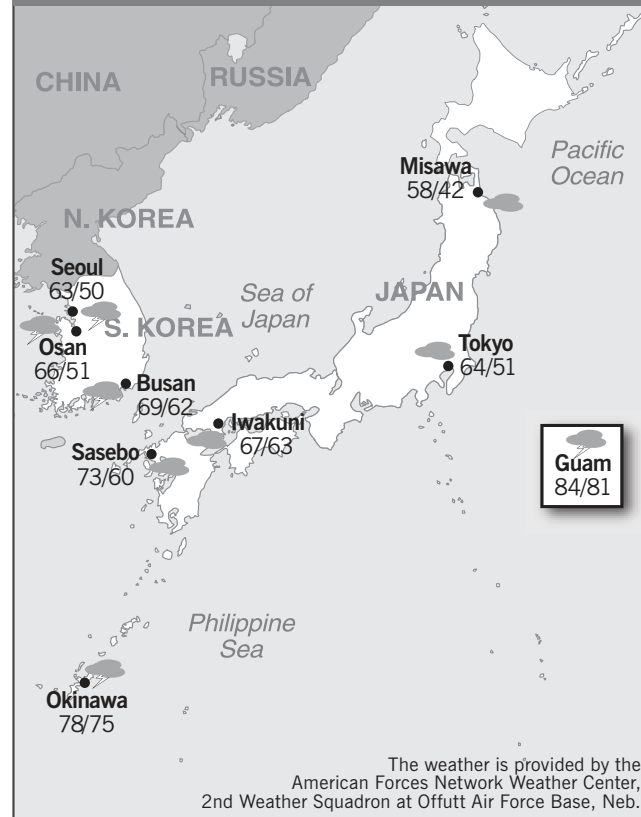 CHINA
RUSSIA
Pacific
Ocean
Misawa
58/42
N. KOREA
Seoul
63/50
Sea of
Japan
JAPAN
S. KOREA
Osan
66/51
Tokyo
64/51
Busan
69/62
Iwakuni
67/63
Sasebo
73/60
Guam
84/81
Philippine
Sea
Okinawa
78/75
The weather is provided by the
American Forces Network Weather Center,
2nd Weather Squadron at Offutt Air Force Base, Neb.